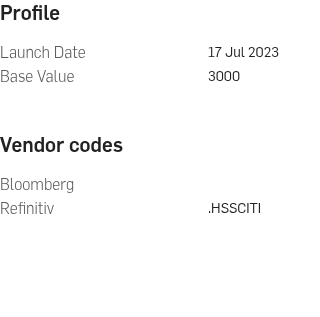 Profile
Launch Date 17 Jul 2023
Base Value 3000
Vendor codes
Bloomberg
Refinitiv .HSSCITI